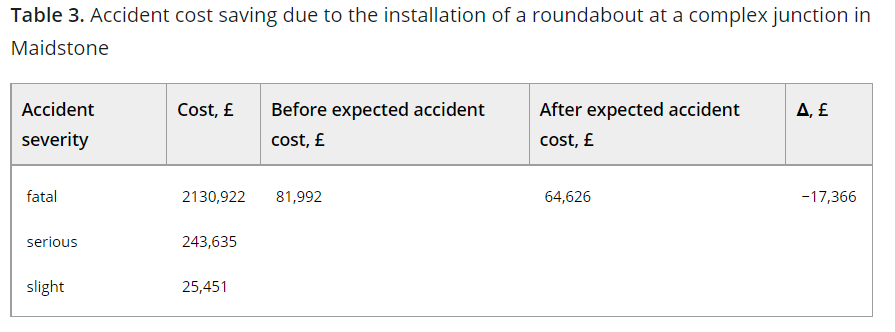 Table 3. Accident cost saving due to the installation of a roundabout at a complex junction in
Maidstone
Accident severity Cost, £ Before expected accident cost, £ After expected accident cost, £ Δ, £
fatal 2130,922 81,992 64,626 −17,366
serious 243,635
slight 25,451